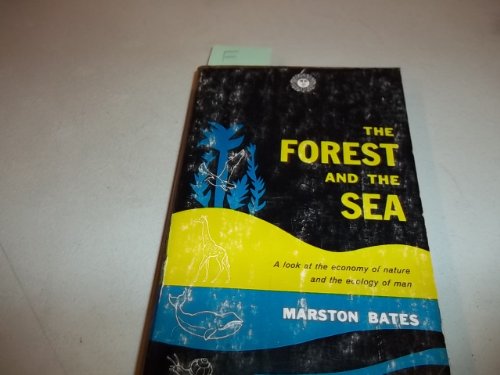 E
THE
FOREST
AND THE
SEA
A look at the economy of nature
and the ecology of man
MARSTON BATES